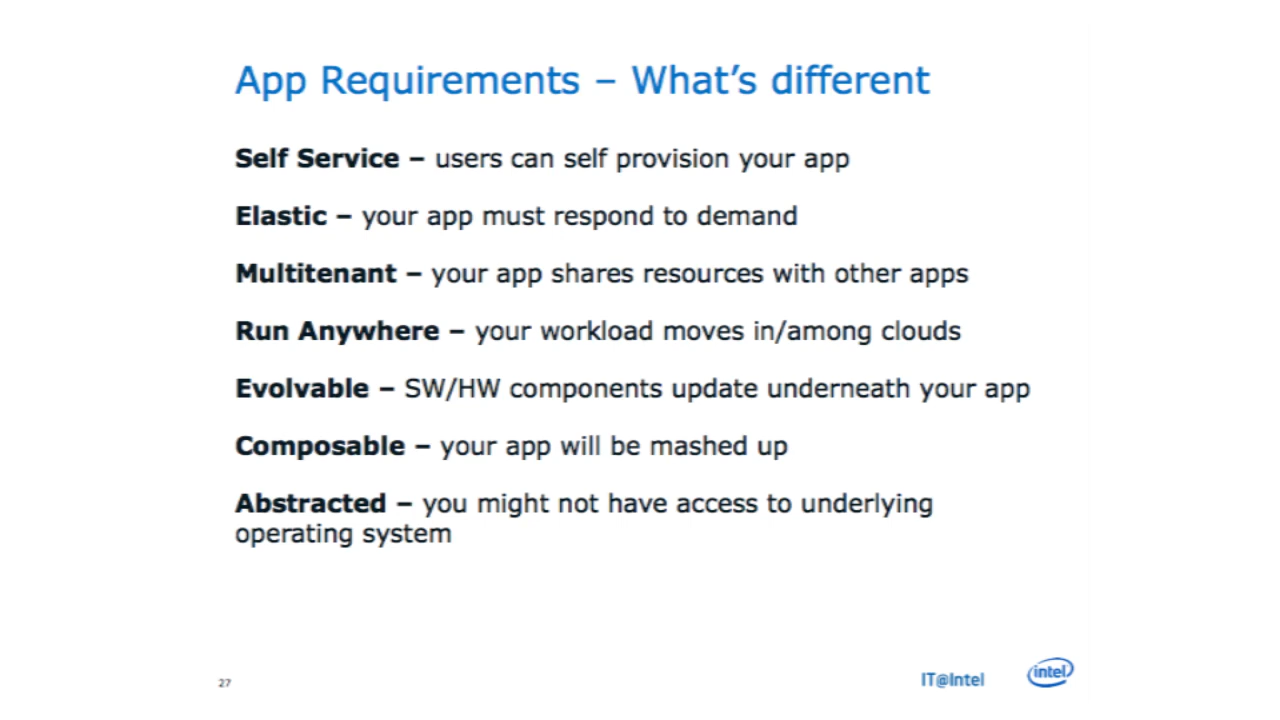 App Requirements – What's different
Self Service – users can self provision your app
Elastic – your app must respond to demand
Multitenant – your app shares resources with other apps
Run Anywhere – your workload moves in/among clouds
Evolvable – SW/HW components update underneath your app
Composable – your app will be mashed up
Abstracted – you might not have access to underlying
operating system
27
IT@Intel
intel